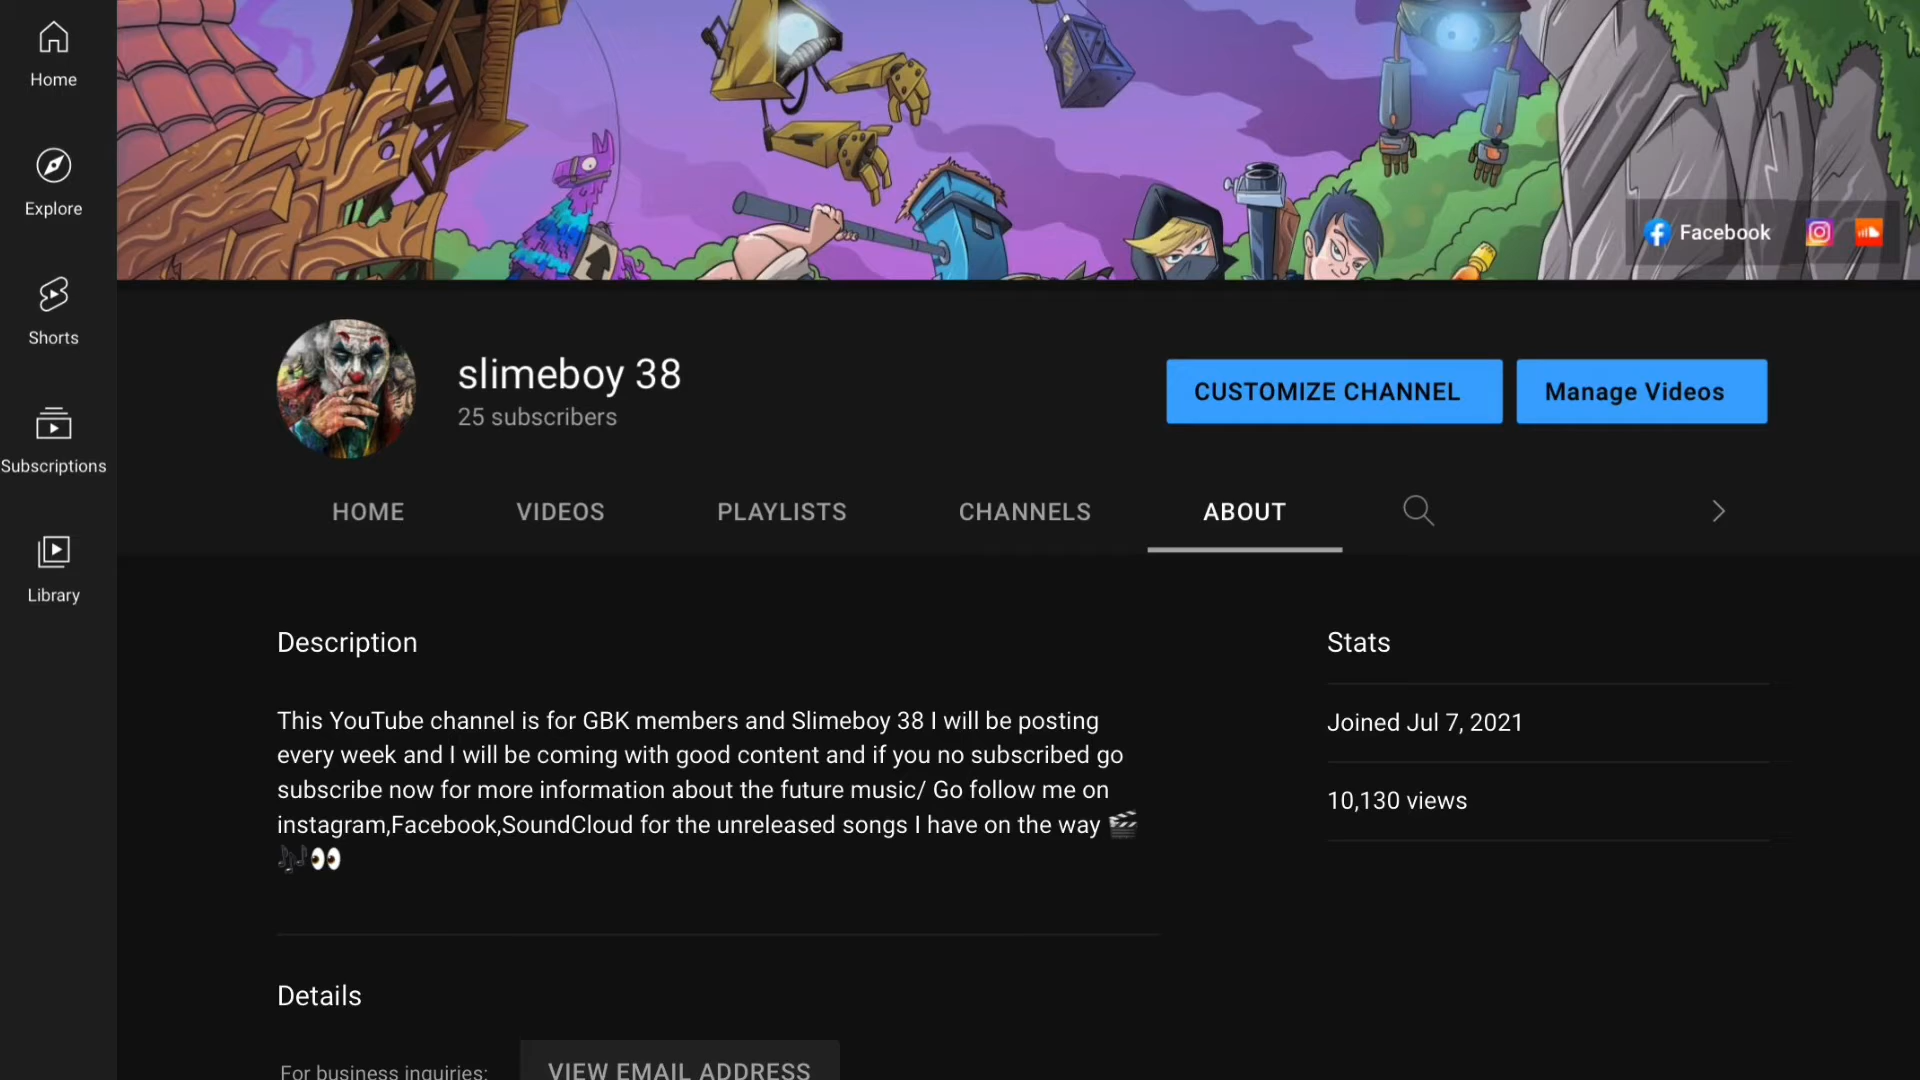 Home
Explore
Shorts
Subscriptions
Library
Facebook
slimeboy 38
25 subscribers
CUSTOMIZE CHANNEL
Manage Videos
HOME VIDEOS PLAYLISTS CHANNELS ABOUT
Description
This YouTube channel is for GBK members and Slimeboy 38 I will be posting
every week and I will be coming with good content and if you no subscribed go
subscribe now for more information about the future music/ Go follow me on
instagram,Facebook,SoundCloud for the unreleased songs I have on the way 🎬
🎶👀
Stats
Joined Jul 7, 2021
10,130 views
Details
For business inquiries:
VIEW EMAIL ADDRESS